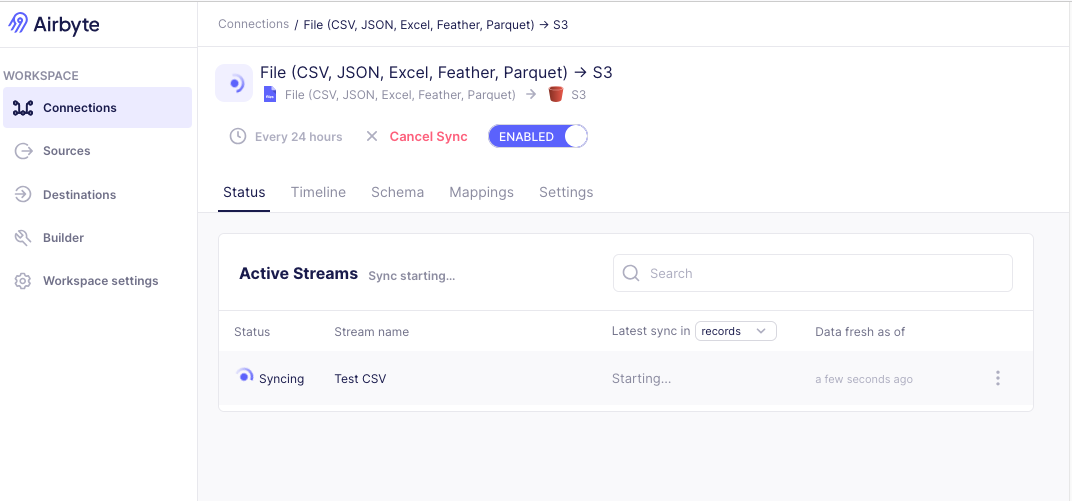 Airbyte
Connections / File (CSV, JSON, Excel, Feather, Parquet) → S3
WORKSPACE
Connections
Sources
Destinations
Builder
Workspace settings
File (CSV, JSON, Excel, Feather, Parquet) → S3
File (CSV, JSON, Excel, Feather, Parquet) → S3
Every 24 hours Cancel Sync ENABLED
Status Timeline Schema Mappings Settings
Active Streams Sync starting... Search
Status Stream name Latest sync in records Data fresh as of
Syncing Test CSV Starting... a few seconds ago